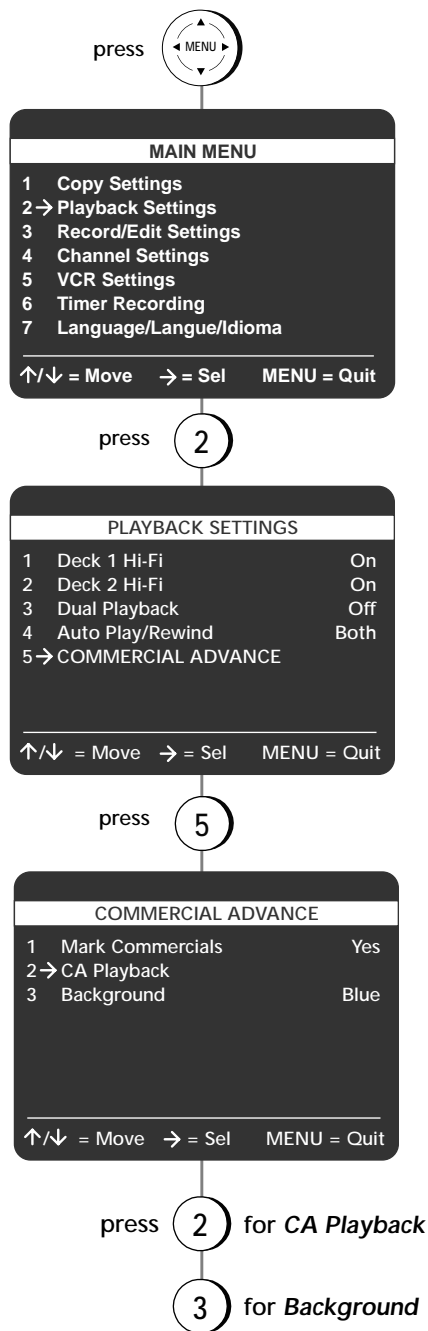 press MENU
MAIN MENU
1 Copy Settings
2→ Playback Settings
3 Record/Edit Settings
4 Channel Settings
5 VCR Settings
6 Timer Recording
7 Language/Langue/Idioma
↑/↓ = Move → = Sel MENU = Quit
press 2
PLAYBACK SETTINGS
1 Deck 1 Hi-Fi On
2 Deck 2 Hi-Fi On
3 Dual Playback Off
4 Auto Play/Rewind Both
5→ COMMERCIAL ADVANCE
↑/↓ = Move → = Sel MENU = Quit
press 5
COMMERCIAL ADVANCE
1 Mark Commercials Yes
2→ CA Playback
3 Background Blue
↑/↓ = Move → = Sel MENU = Quit
press 2 for CA Playback
3 for Background